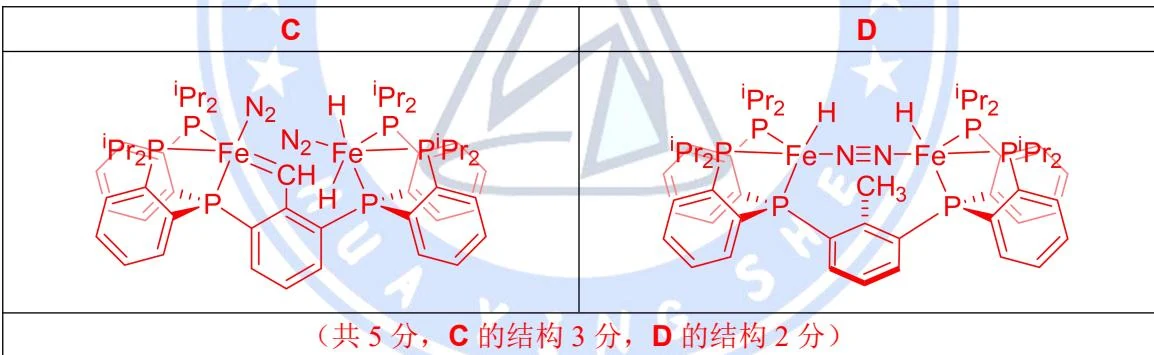 C
D
ⁱPr₂
N₂
H
ⁱPr₂
ⁱPr₂
P
P
N₂
P
Fe
Fe
P
ⁱPr₂
CH
H
P
P
ⁱPr₂
H
H
ⁱPr₂
ⁱPr₂
P
P
P
Fe
N≡N
Fe
P
ⁱPr₂
CH₃
P
P
（共 5 分，C 的结构 3 分，D 的结构 2 分）